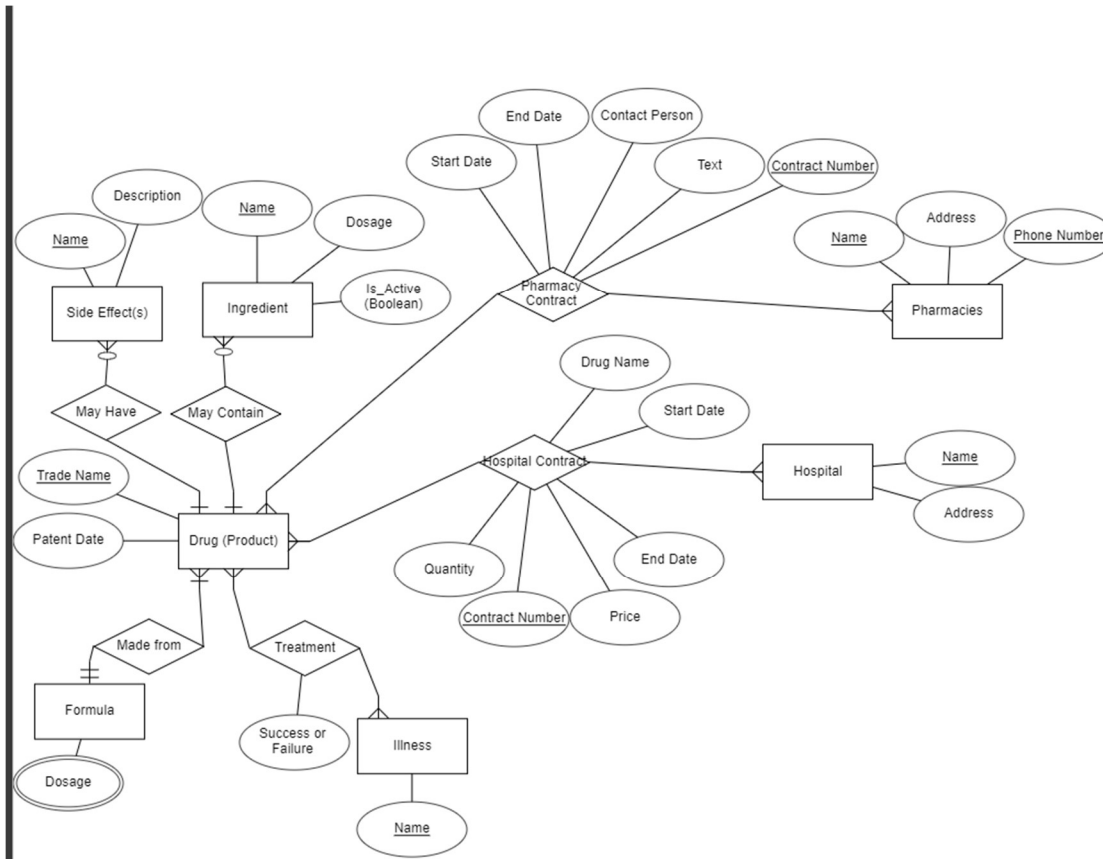 End Date
Contact Person
Start Date
Text
Contract Number
Description
Name
Name
Dosage
Address
Name
Phone Number
Is_Active
(Boolean)
Side Effect(s)
Ingredient
Pharmacy
Contract
Pharmacies
Drug Name
Start Date
May Have
May Contain
Hospital Contract
Hospital
Name
Address
Trade Name
Patent Date
Drug (Product)
Quantity
End Date
Contract Number
Price
Made from
Treatment
Formula
Success or
Failure
Illness
Dosage
Name